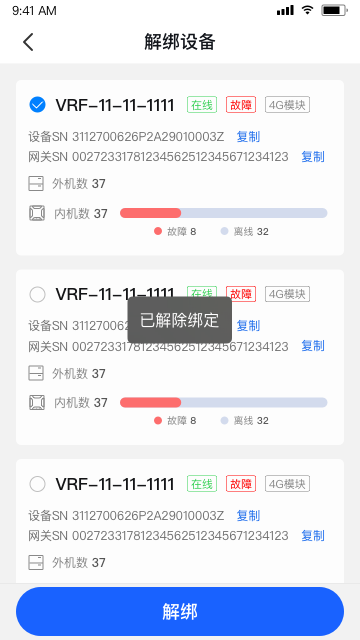 9:41 AM
解绑设备
VRF-11-11-1111 在线 故障 4G模块
设备SN 3112700626P2A29010003Z 复制
网关SN 00272331781234562512345671234123 复制
外机数 37
内机数 37
故障 8 离线 32
VRF-11-11-1111 在线 故障 4G模块
设备SN 31127006 复制
已解除绑定
网关SN 00272331781234562512345671234123 复制
外机数 37
内机数 37
故障 8 离线 32
VRF-11-11-1111 在线 故障 4G模块
设备SN 3112700626P2A29010003Z 复制
网关SN 00272331781234562512345671234123 复制
外机数 37
解绑